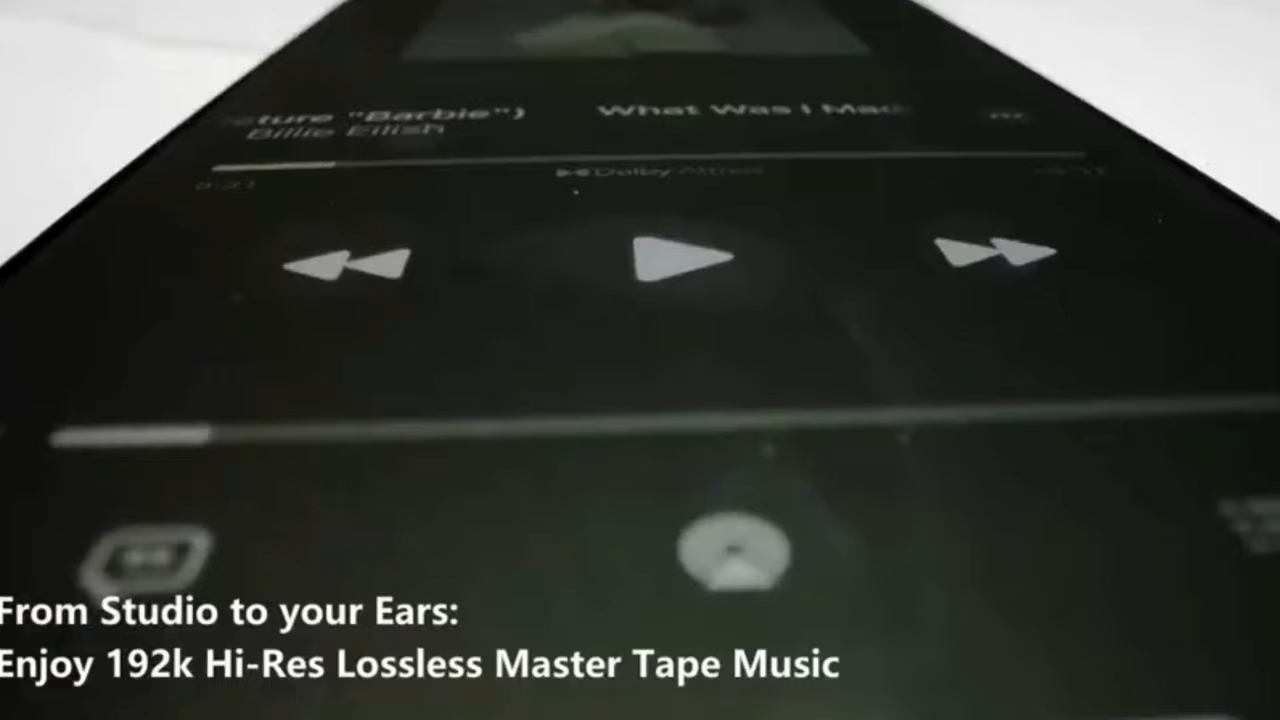 cture "Barbie") What Was I Mad
Billie Eilish
Dolby Atmos
From Studio to your Ears:
Enjoy 192k Hi-Res Lossless Master Tape Music